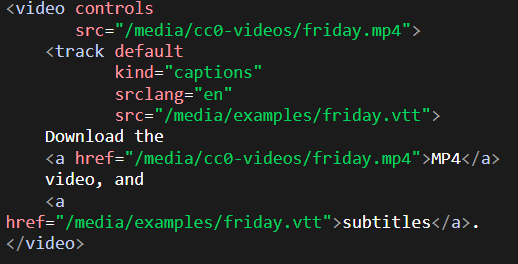 <video controls
src="/media/cc0-videos/friday.mp4">
<track default
kind="captions"
srclang="en"
src="/media/examples/friday.vtt">
Download the
<a href="/media/cc0-videos/friday.mp4">MP4</a>
video, and
<a
href="/media/examples/friday.vtt">subtitles</a>.
</video>